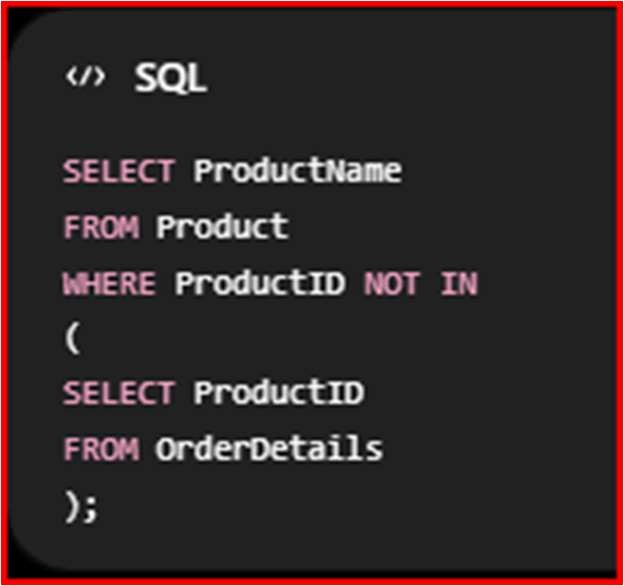 </> SQL
SELECT ProductName
FROM Product
WHERE ProductID NOT IN
(
SELECT ProductID
FROM OrderDetails
);